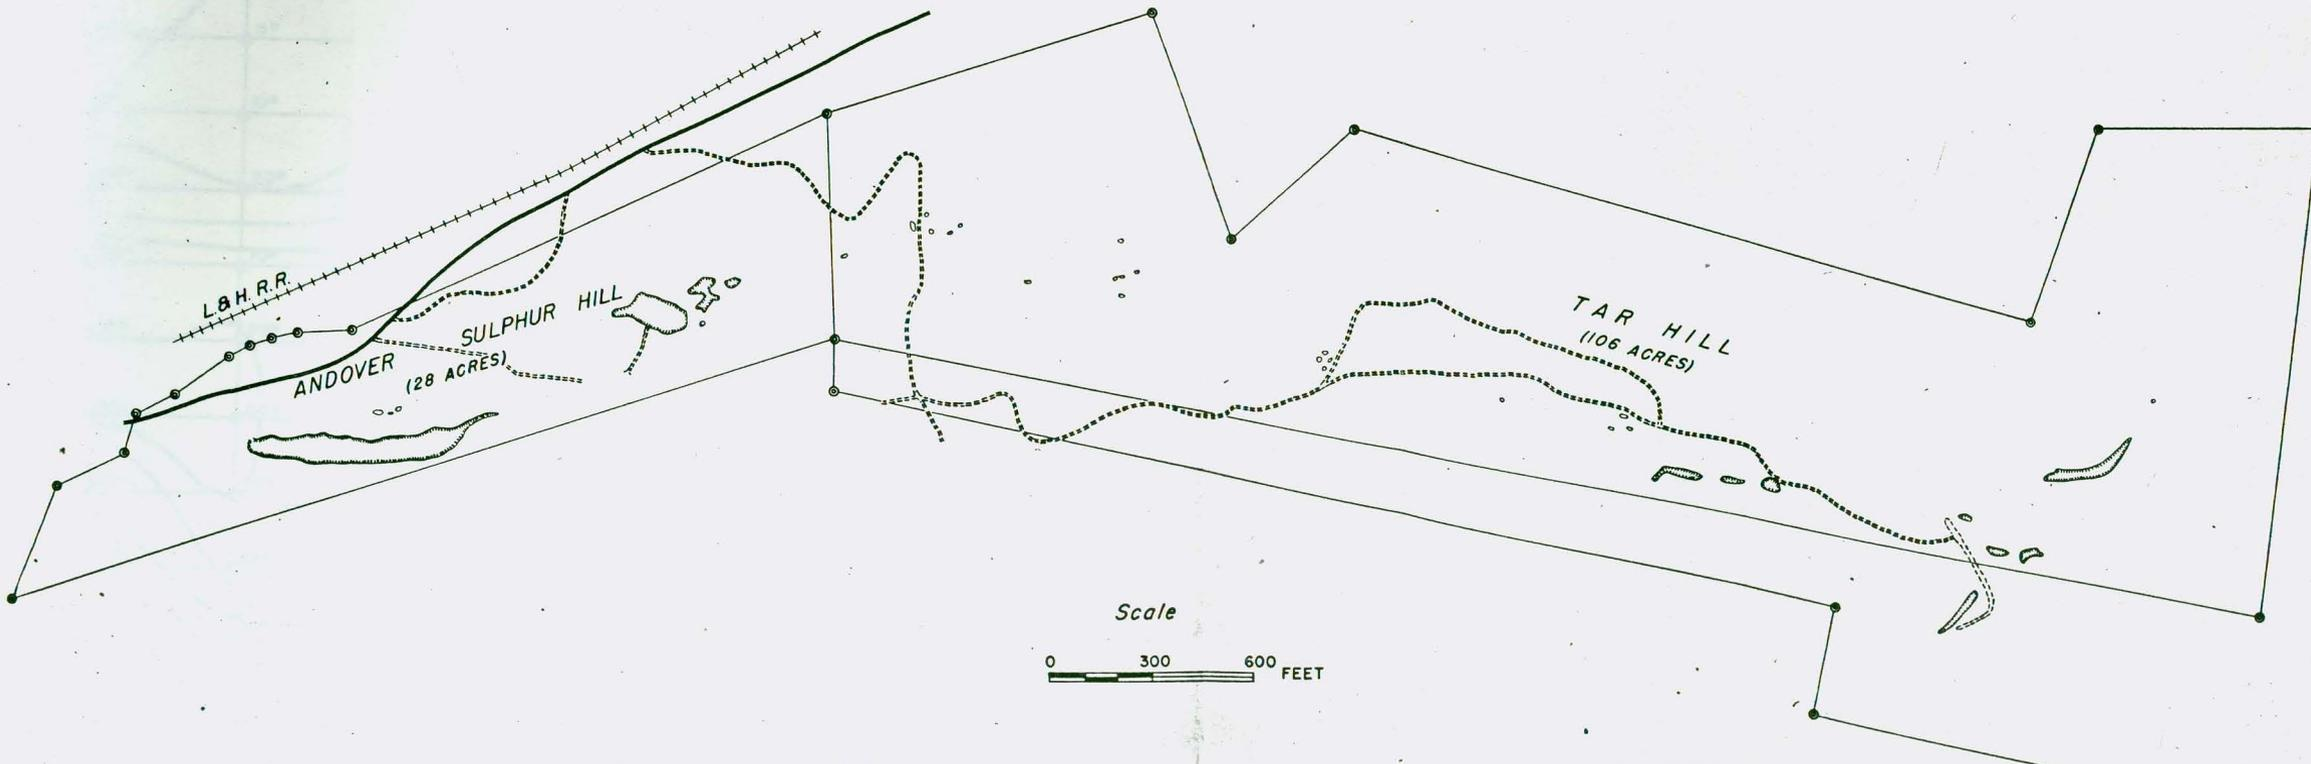 L.& H. R.R.
ANDOVER
SULPHUR HILL
(28 ACRES)
TAR HILL
(106 ACRES)
Scale
0 300 600 FEET